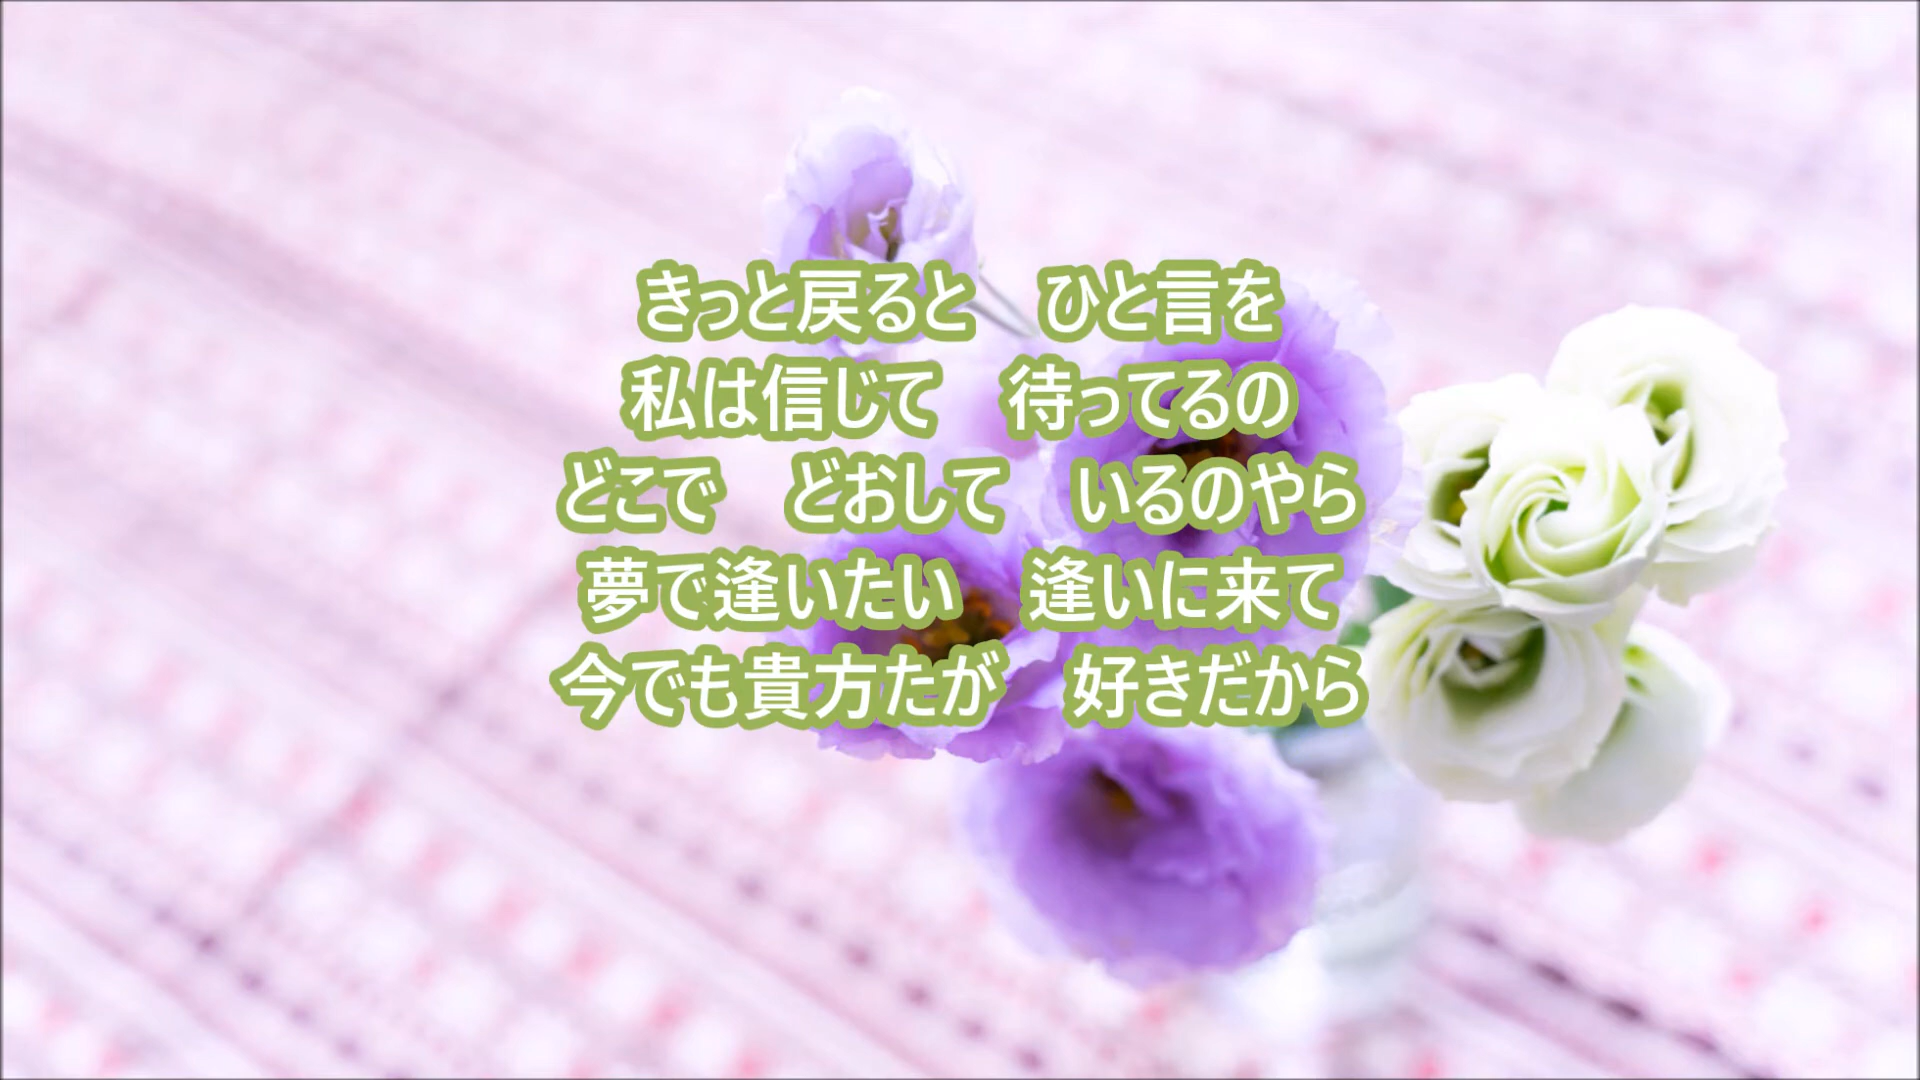 きっと戻ると　ひと言を
私は信じて　待ってるの
どこで　どおして　いるのやら
夢で逢いたい　逢いに来て
今でも貴方たが　好きだから